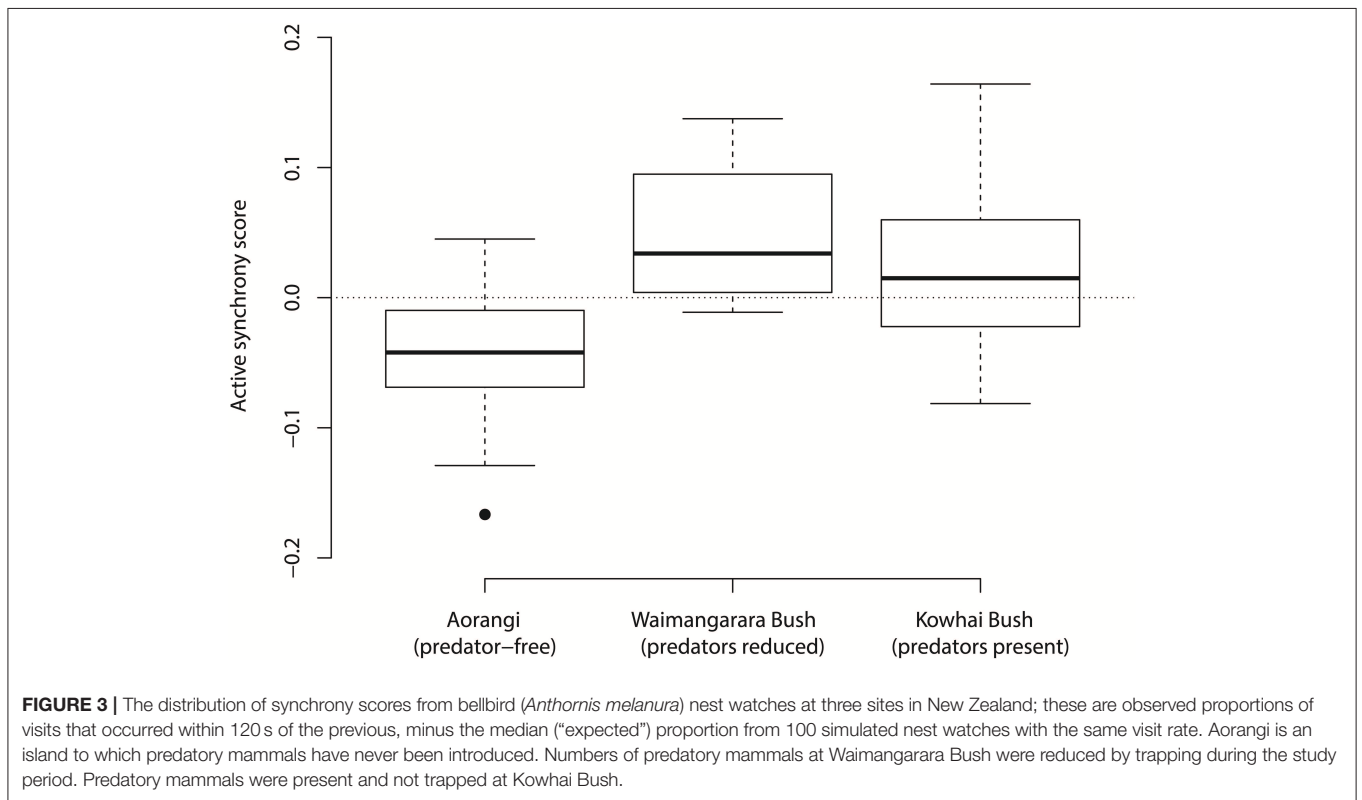 0.2
0.1
0.0
−0.1
−0.2
Active synchrony score
Aorangi
(predator−free)
Waimangarara Bush
(predators reduced)
Kowhai Bush
(predators present)
FIGURE 3 | The distribution of synchrony scores from bellbird (Anthornis melanura) nest watches at three sites in New Zealand; these are observed proportions of
visits that occurred within 120 s of the previous, minus the median (“expected”) proportion from 100 simulated nest watches with the same visit rate. Aorangi is an
island to which predatory mammals have never been introduced. Numbers of predatory mammals at Waimangarara Bush were reduced by trapping during the study
period. Predatory mammals were present and not trapped at Kowhai Bush.